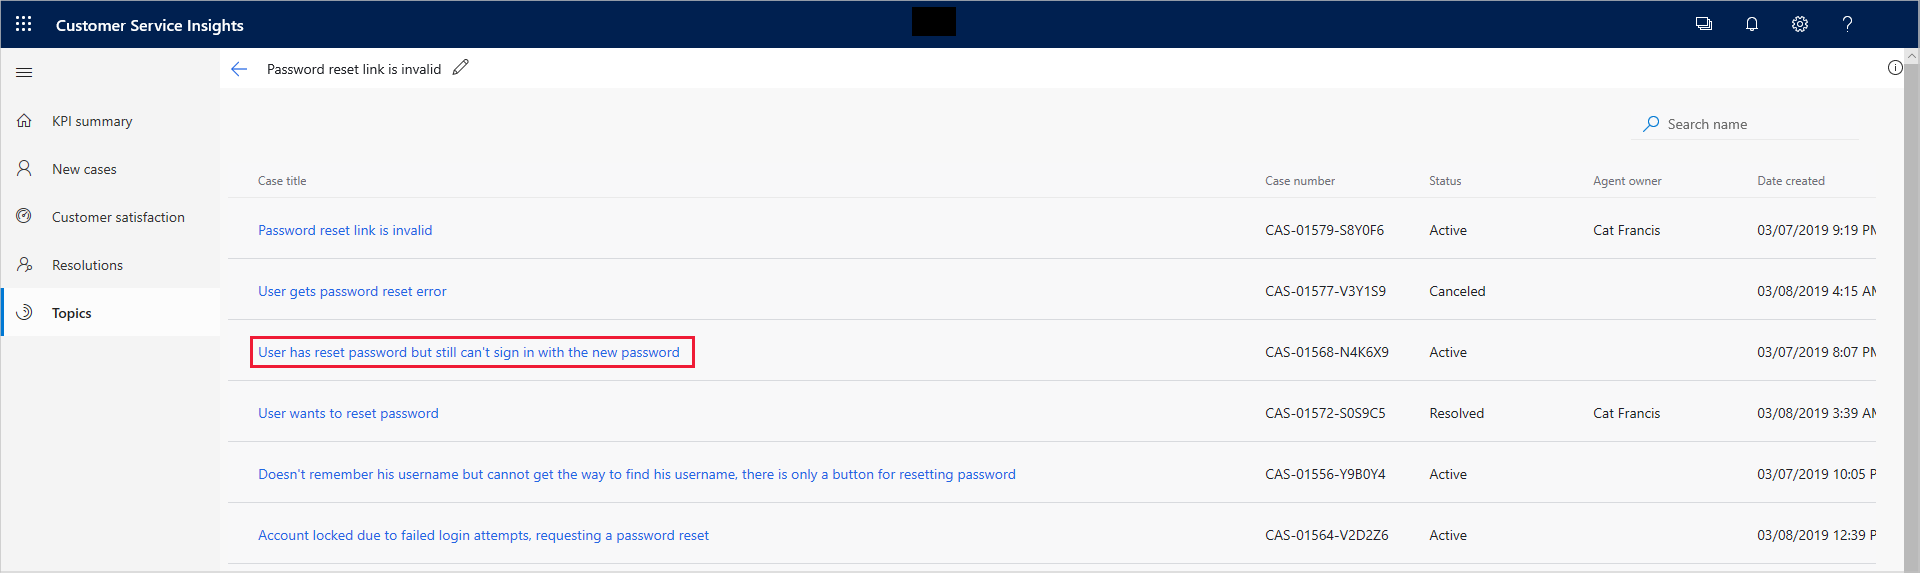 Customer Service Insights
Password reset link is invalid
KPI summary
New cases
Customer satisfaction
Resolutions
Topics
Search name
Case title Case number Status Agent owner Date created
Password reset link is invalid CAS-01579-S8Y0F6 Active Cat Francis 03/07/2019 9:19 PM
User gets password reset error CAS-01577-V3Y1S9 Canceled 03/08/2019 4:15 AM
User has reset password but still can't sign in with the new password CAS-01568-N4K6X9 Active 03/07/2019 8:07 PM
User wants to reset password CAS-01572-S0S9C5 Resolved Cat Francis 03/08/2019 3:39 AM
Doesn't remember his username but cannot get the way to find his username, there is only a button for resetting password CAS-01556-Y9B0Y4 Active 03/07/2019 10:05 P
Account locked due to failed login attempts, requesting a password reset CAS-01564-V2D2Z6 Active 03/08/2019 12:39 P